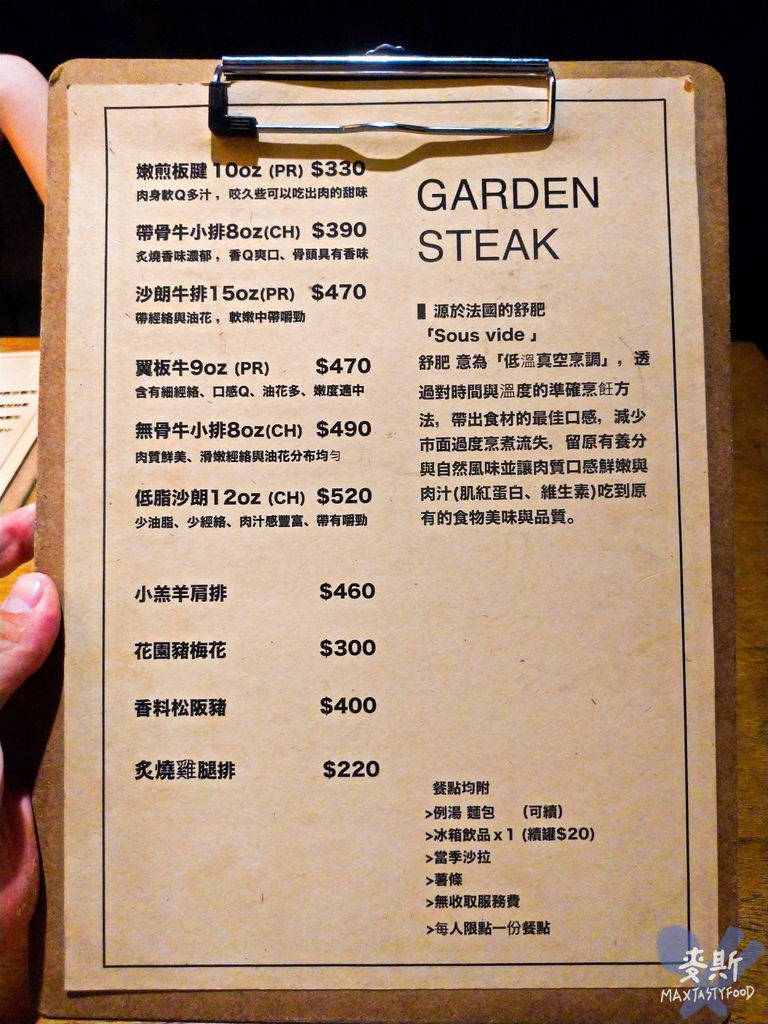 嫩煎板腱 10oz (PR) $330
肉身軟Q多汁，咬久些可以吃出肉的甜味
帶骨牛小排8oz(CH) $390
炙燒香味濃郁，香Q爽口、骨頭具有香味
沙朗牛排15oz(PR) $470
帶經絡與油花，軟嫩中帶嚼勁
翼板牛9oz (PR) $470
含有細經絡、口感Q、油花多、嫩度適中
無骨牛小排8oz(CH) $490
肉質鮮美、滑嫩經絡與油花分布均勻
低脂沙朗12oz (CH) $520
少油脂、少經絡、肉汁感豐富、帶有嚼勁
小羔羊肩排 $460
花園豬梅花 $300
香料松阪豬 $400
炙燒雞腿排 $220
GARDEN
STEAK
▌源於法國的舒肥
「Sous vide 」
舒肥 意為「低溫真空烹調」，透
過對時間與溫度的準確烹飪方
法，帶出食材的最佳口感，減少
市面過度烹煮流失，留原有養分
與自然風味並讓肉質口感鮮嫩與
肉汁(肌紅蛋白、維生素)吃到原
有的食物美味與品質。
餐點均附
>例湯 麵包 （可續）
>冰箱飲品 x 1 (續罐$20)
>當季沙拉
>薯條
>無收取服務費
>每人限點一份餐點
麥斯
MAXTASTYFOOD